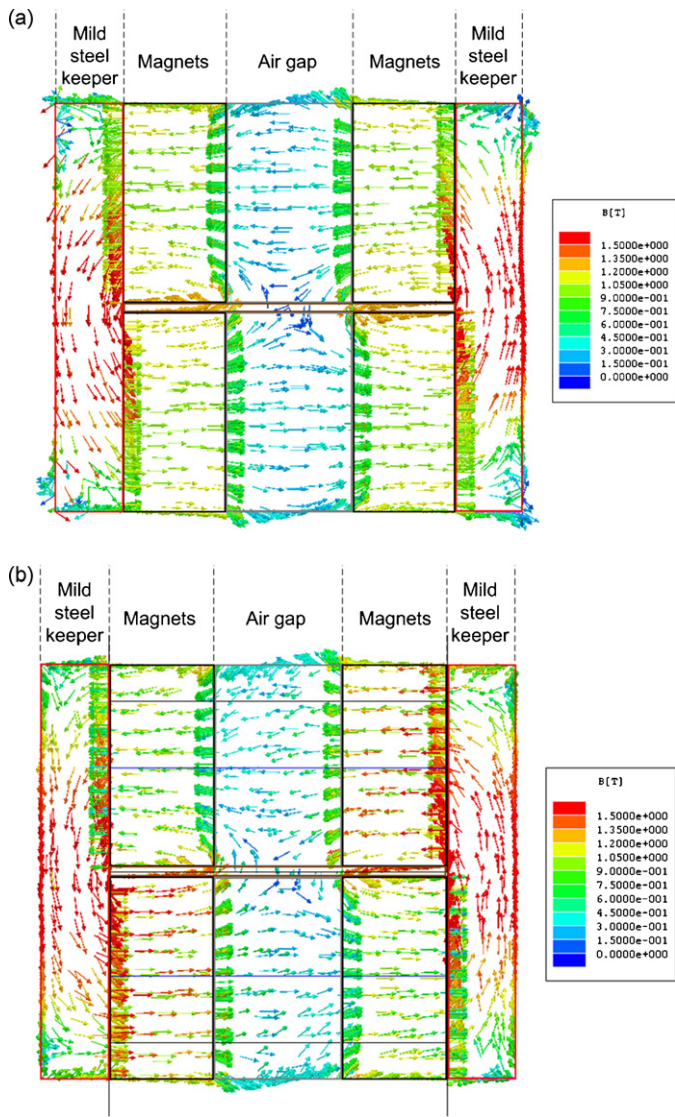 (a)
Mild
steel
keeper
Magnets
Air gap
Magnets
Mild
steel
keeper
B[T]
1.5000e+000
1.3500e+000
1.2000e+000
1.0500e+000
9.0000e-001
7.5000e-001
6.0000e-001
4.5000e-001
3.0000e-001
1.5000e-001
0.0000e+000
(b)
Mild
steel
keeper
Magnets
Air gap
Magnets
Mild
steel
keeper
B[T]
1.5000e+000
1.3500e+000
1.2000e+000
1.0500e+000
9.0000e-001
7.5000e-001
6.0000e-001
4.5000e-001
3.0000e-001
1.5000e-001
0.0000e+000